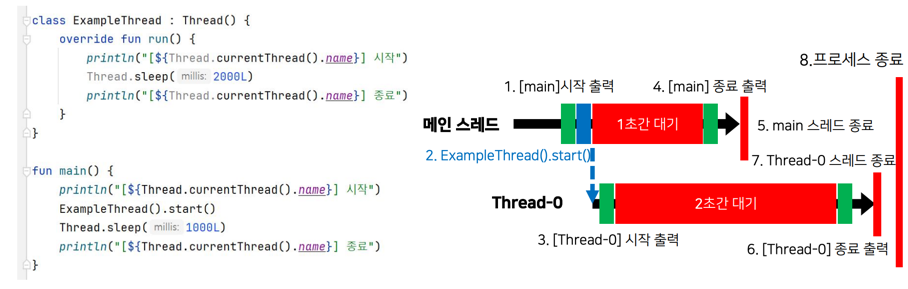 class ExampleThread : Thread() {
override fun run() {
println("[${Thread.currentThread().name}] 시작")
Thread.sleep( millis: 2000L)
println("[${Thread.currentThread().name}] 종료")
}
}
fun main() {
println("[${Thread.currentThread().name}] 시작")
ExampleThread().start()
Thread.sleep( millis: 1000L)
println("[${Thread.currentThread().name}] 종료")
}
8.프로세스 종료
1. [main]시작 출력
4. [main] 종료 출력
메인 스레드
1초간 대기
5. main 스레드 종료
2. ExampleThread().start()
7. Thread-0 스레드 종료
Thread-0
2초간 대기
3. [Thread-0] 시작 출력
6. [Thread-0] 종료 출력